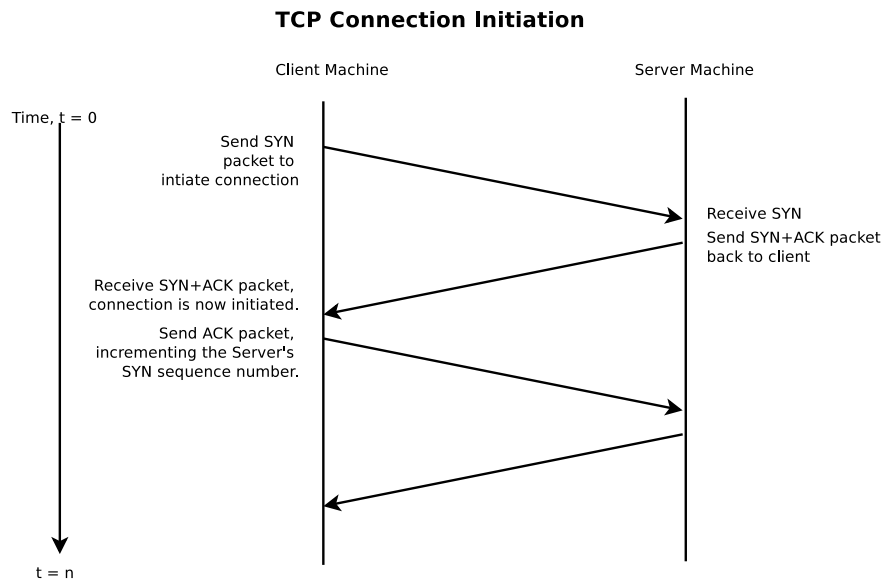 TCP Connection Initiation
Client Machine
Server Machine
Time, t = 0
Send SYN
packet to
intiate connection
Receive SYN
Send SYN+ACK packet
back to client
Receive SYN+ACK packet,
connection is now initiated.
Send ACK packet,
incrementing the Server's
SYN sequence number.
t = n